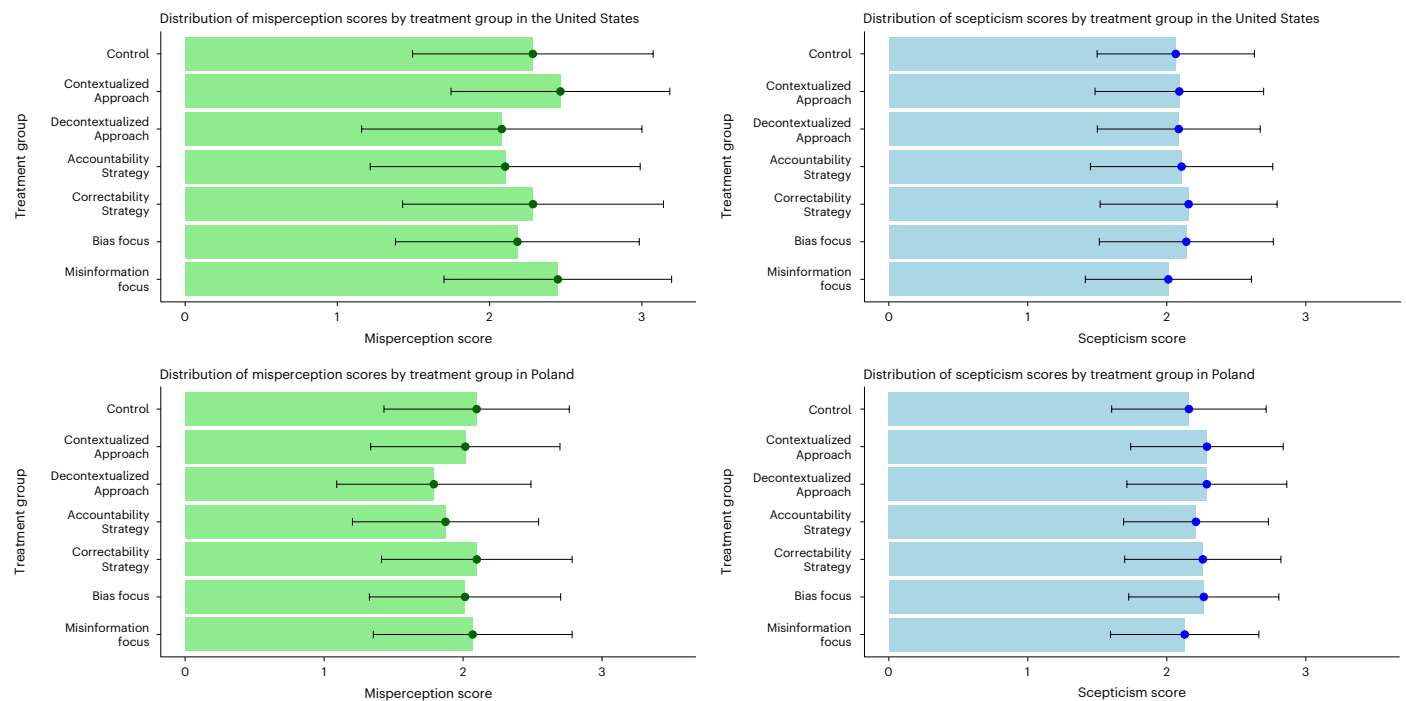 Distribution of misperception scores by treatment group in the United States
Treatment group
Control
Contextualized
Approach
Decontextualized
Approach
Accountability
Strategy
Correctability
Strategy
Bias focus
Misinformation
focus
0 1 2 3
Misperception score
Distribution of scepticism scores by treatment group in the United States
Treatment group
Control
Contextualized
Approach
Decontextualized
Approach
Accountability
Strategy
Correctability
Strategy
Bias focus
Misinformation
focus
0 1 2 3
Scepticism score
Distribution of misperception scores by treatment group in Poland
Treatment group
Control
Contextualized
Approach
Decontextualized
Approach
Accountability
Strategy
Correctability
Strategy
Bias focus
Misinformation
focus
0 1 2 3
Misperception score
Distribution of scepticism scores by treatment group in Poland
Treatment group
Control
Contextualized
Approach
Decontextualized
Approach
Accountability
Strategy
Correctability
Strategy
Bias focus
Misinformation
focus
0 1 2 3
Scepticism score